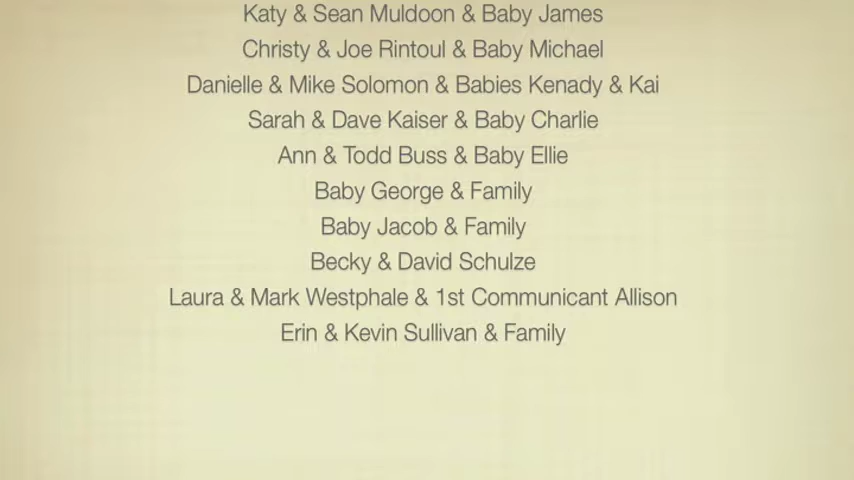 Katy & Sean Muldoon & Baby James
Christy & Joe Rintoul & Baby Michael
Danielle & Mike Solomon & Babies Kenady & Kai
Sarah & Dave Kaiser & Baby Charlie
Ann & Todd Buss & Baby Ellie
Baby George & Family
Baby Jacob & Family
Becky & David Schulze
Laura & Mark Westphale & 1st Communicant Allison
Erin & Kevin Sullivan & Family